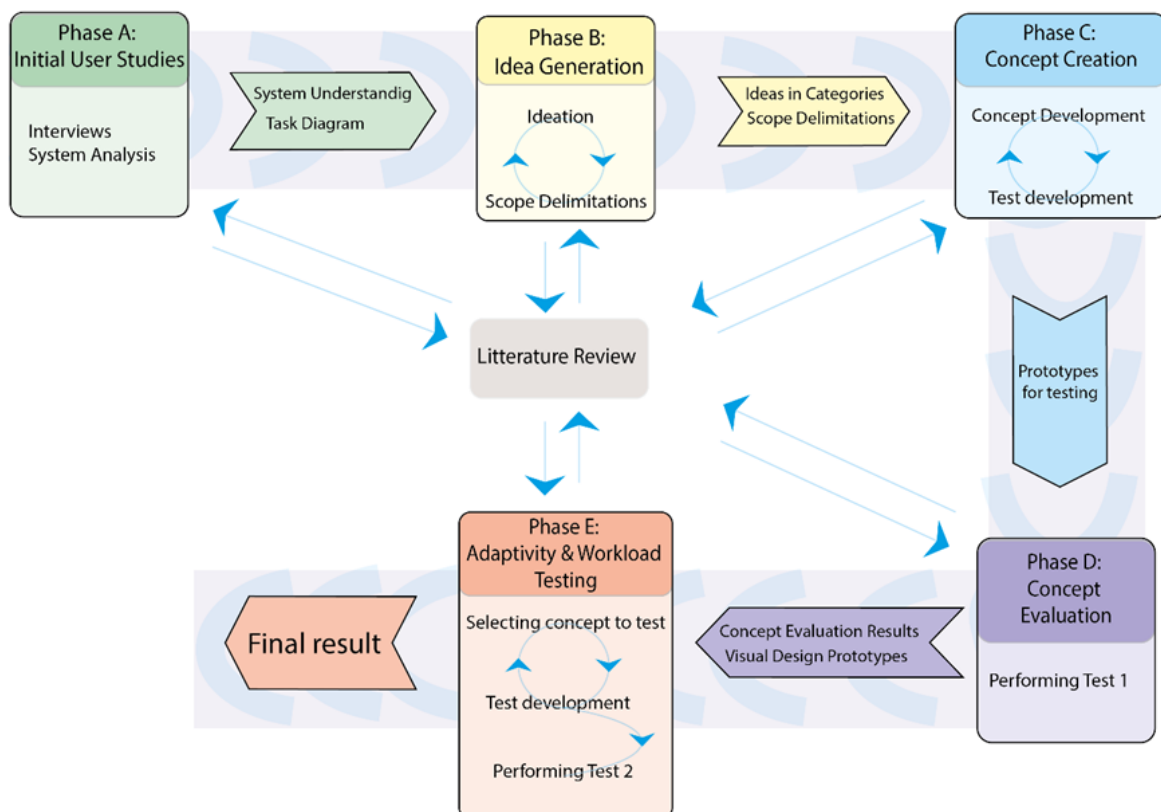 Phase A:
Initial User Studies
Interviews
System Analysis
System Understandig
Task Diagram
Phase B:
Idea Generation
Ideation
Scope Delimitations
Ideas in Categories
Scope Delimitations
Phase C:
Concept Creation
Concept Development
Test development
Litterature Review
Prototypes
for testing
Phase D:
Concept
Evaluation
Performing Test 1
Concept Evaluation Results
Visual Design Prototypes
Phase E:
Adaptivity & Workload
Testing
Selecting concept to test
Test development
Performing Test 2
Final result